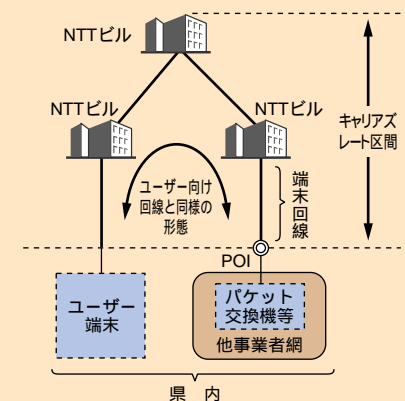 NTTビル
NTTビル
NTTビル
キャリアズ
レート区間
ユーザー向け
回線と同様の
形態
端末回線
POI
ユーザー
端末
パケット
交換機等
他事業者網
県 内